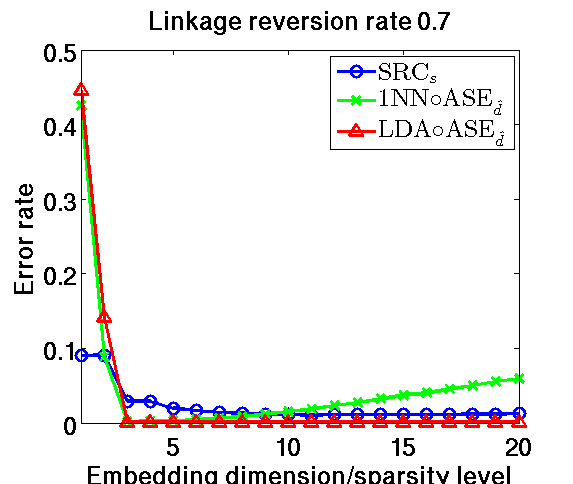 Linkage reversion rate 0.7
0.5
0.4
0.3
0.2
0.1
0
Error rate
SRCₛ
1NN∘ASE_d̂
LDA∘ASE_d̂
5 10 15 20
Embedding dimension/sparsity level